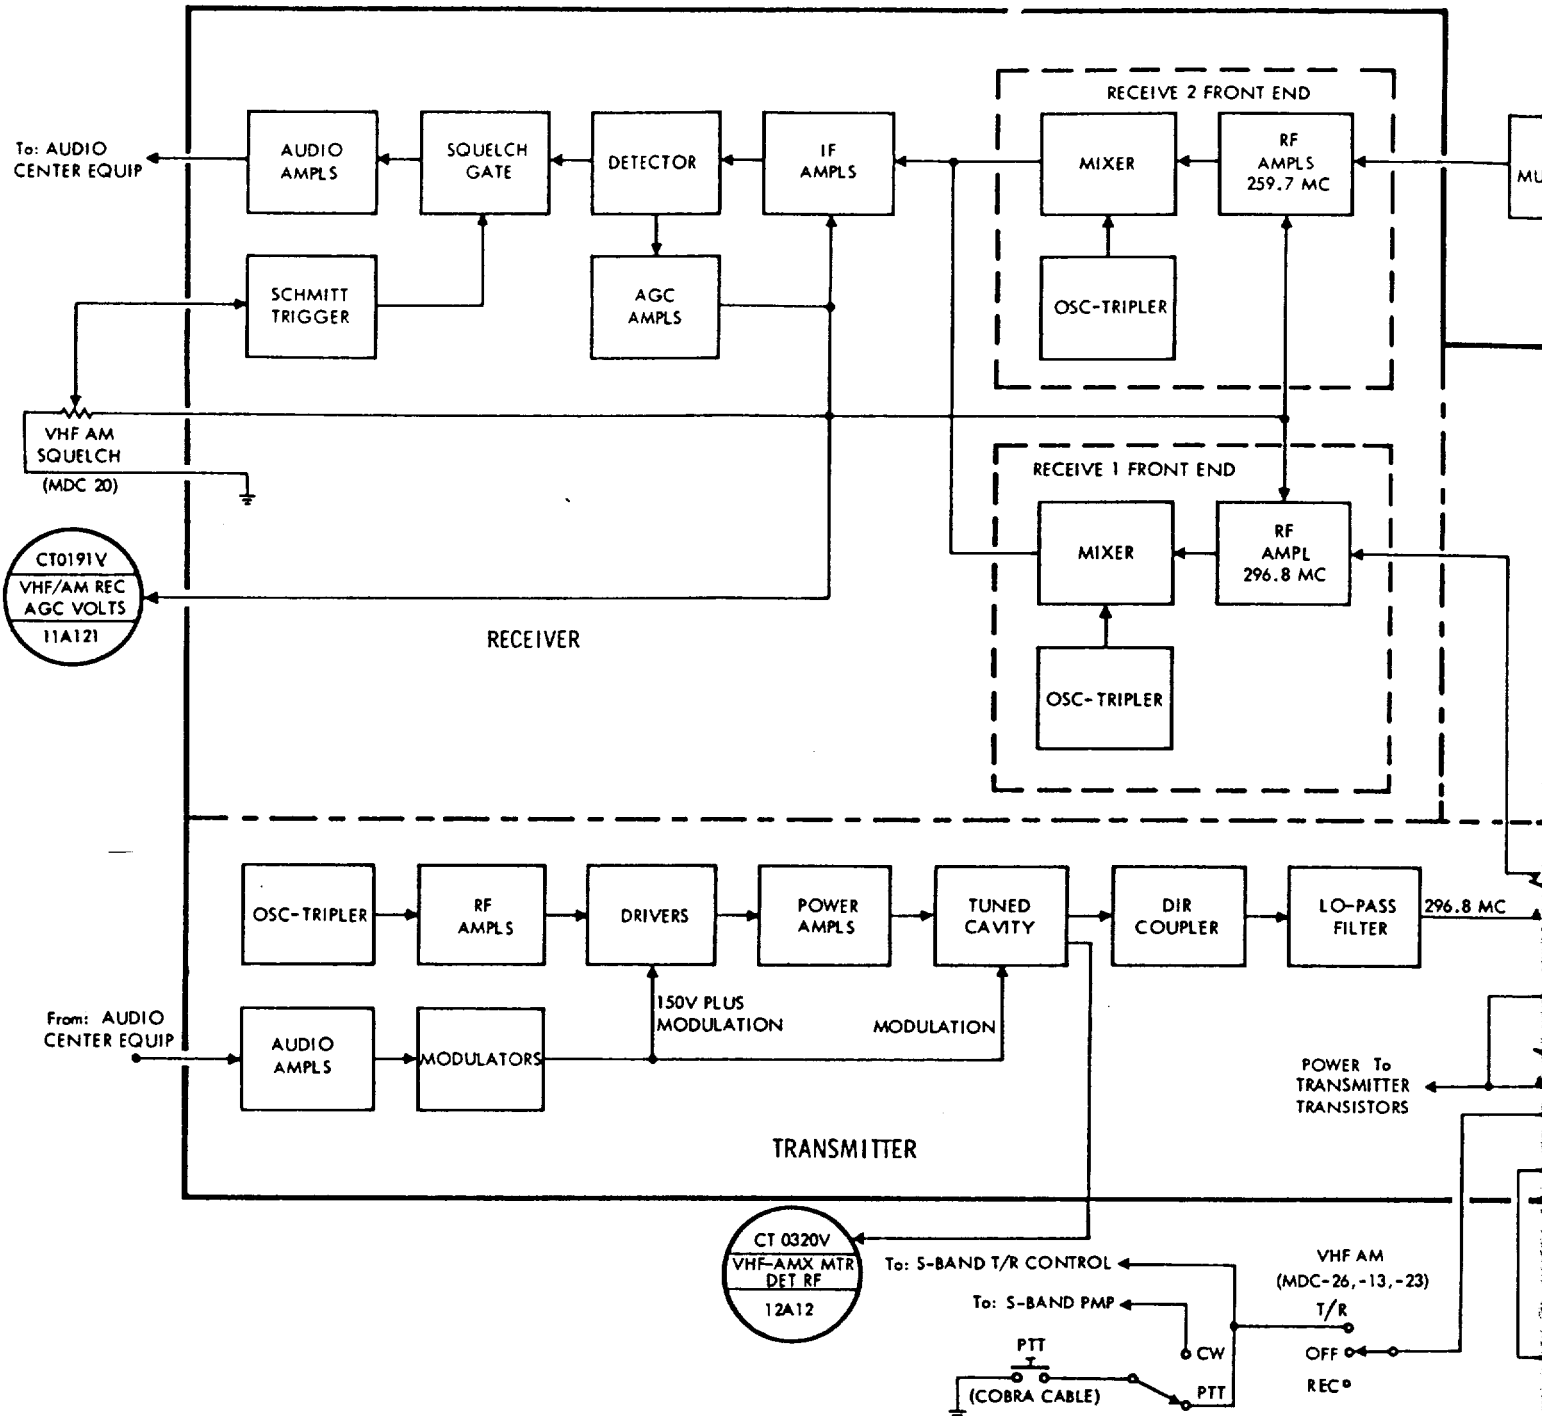 RECEIVE 2 FRONT END
To: AUDIO
CENTER EQUIP
AUDIO
AMPLS
SQUELCH
GATE
DETECTOR
IF
AMPLS
MIXER
RF
AMPLS
259.7 MC
SCHMITT
TRIGGER
AGC
AMPLS
OSC-TRIPLER
VHF AM
SQUELCH
(MDC 20)
RECEIVE 1 FRONT END
MIXER
RF
AMPL
296.8 MC
CT0191V
VHF/AM REC
AGC VOLTS
11A121
RECEIVER
OSC-TRIPLER
OSC-TRIPLER
RF
AMPLS
DRIVERS
POWER
AMPLS
TUNED
CAVITY
DIR
COUPLER
LO-PASS
FILTER
296.8 MC
150V PLUS
MODULATION
MODULATION
From: AUDIO
CENTER EQUIP
AUDIO
AMPLS
MODULATORS
POWER To
TRANSMITTER
TRANSISTORS
TRANSMITTER
CT 0320V
VHF-AMX MTR
DET RF
12A12
To: S-BAND T/R CONTROL
To: S-BAND PMP
VHF AM
(MDC-26,-13,-23)
T/R
OFF
REC
CW
PTT
PTT
(COBRA CABLE)